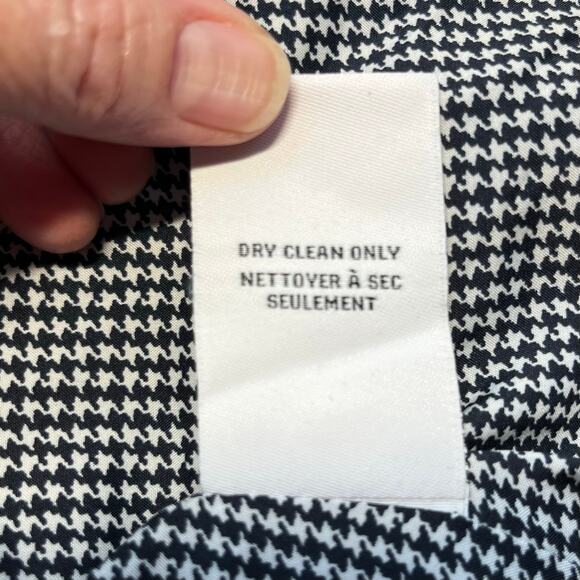 DRY CLEAN ONLY
NETTOYER À SEC
SEULEMENT